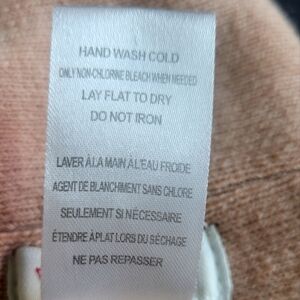 HAND WASH COLD
ONLY NON-CHLORINE BLEACH WHEN NEEDED
LAY FLAT TO DRY
DO NOT IRON
LAVER À LA MAIN À L'EAU FROIDE
AGENT DE BLANCHIMENT SANS CHLORE
SEULEMENT SI NÉCESSAIRE
ÉTENDRE À PLAT LORS DU SÉCHAGE
NE PAS REPASSER